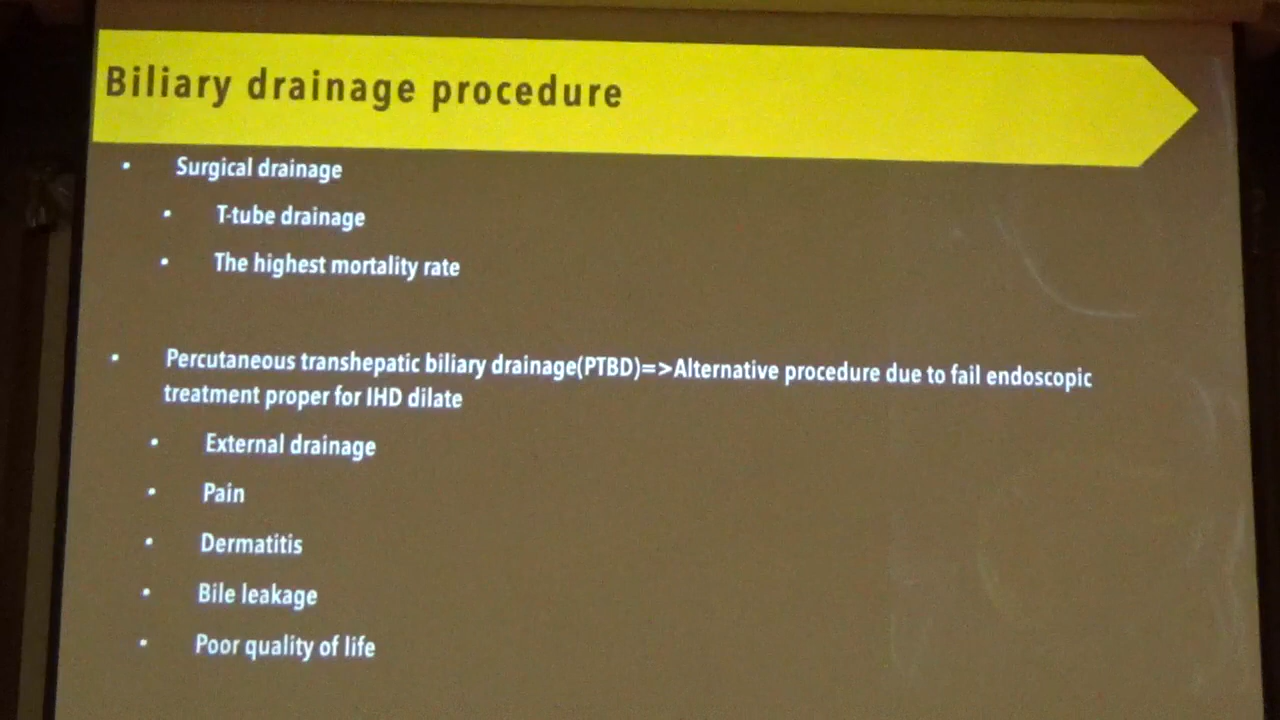 Biliary drainage procedure
• Surgical drainage
• T-tube drainage
• The highest mortality rate
• Percutaneous transhepatic biliary drainage(PTBD)=>Alternative procedure due to fail endoscopic
treatment proper for IHD dilate
• External drainage
• Pain
• Dermatitis
• Bile leakage
• Poor quality of life